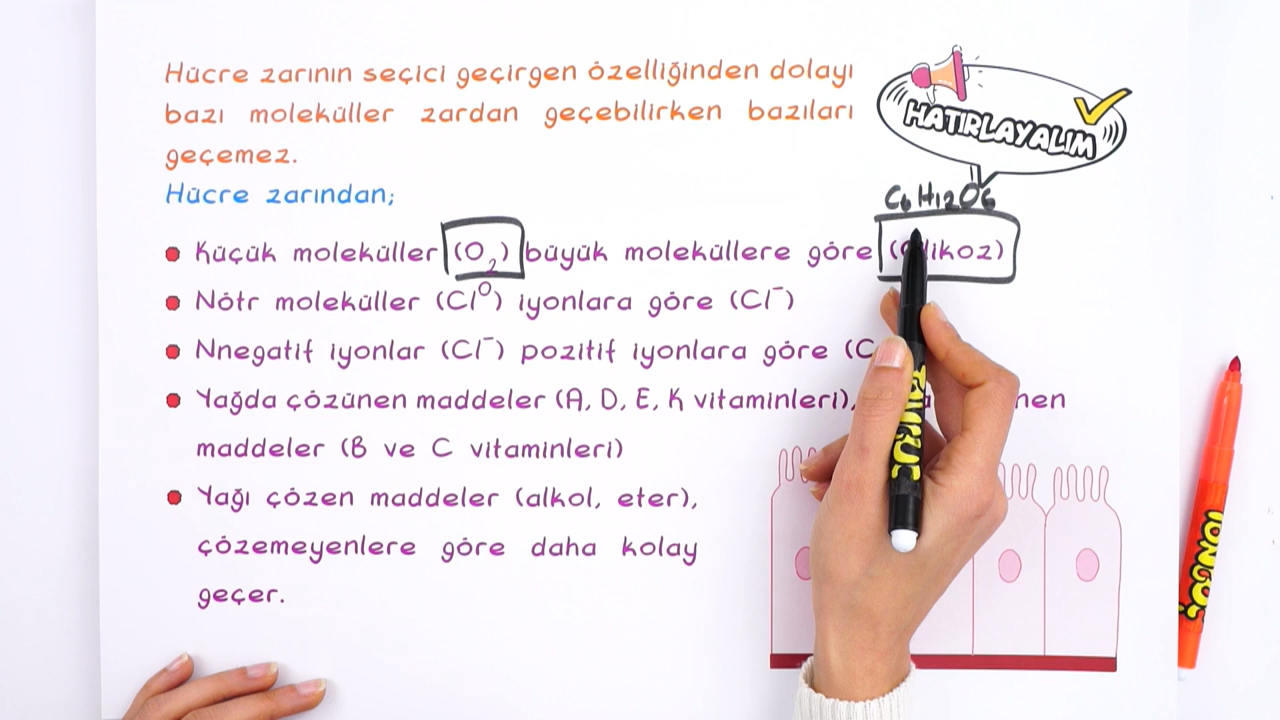 Hücre zarının seçici geçirgen özelliğinden dolayı
bazı moleküller zardan geçebilirken bazıları
geçemez.
HATIRLAYALIM
Hücre zarından;
C6H12O6
Küçük moleküller (O2) büyük moleküllere göre
Nötr moleküller (Cl0) iyonlara göre (Cl-)
Nnegatif iyonlar (Cl-) pozitif iyonlara göre
Yağda çözünen maddeler (A, D, E, K vitaminleri),
maddeler (B ve C vitaminleri)
Yağı çözen maddeler (alkol, eter),
çözemeyenlere göre daha kolay
geçer.
TONGUÇ